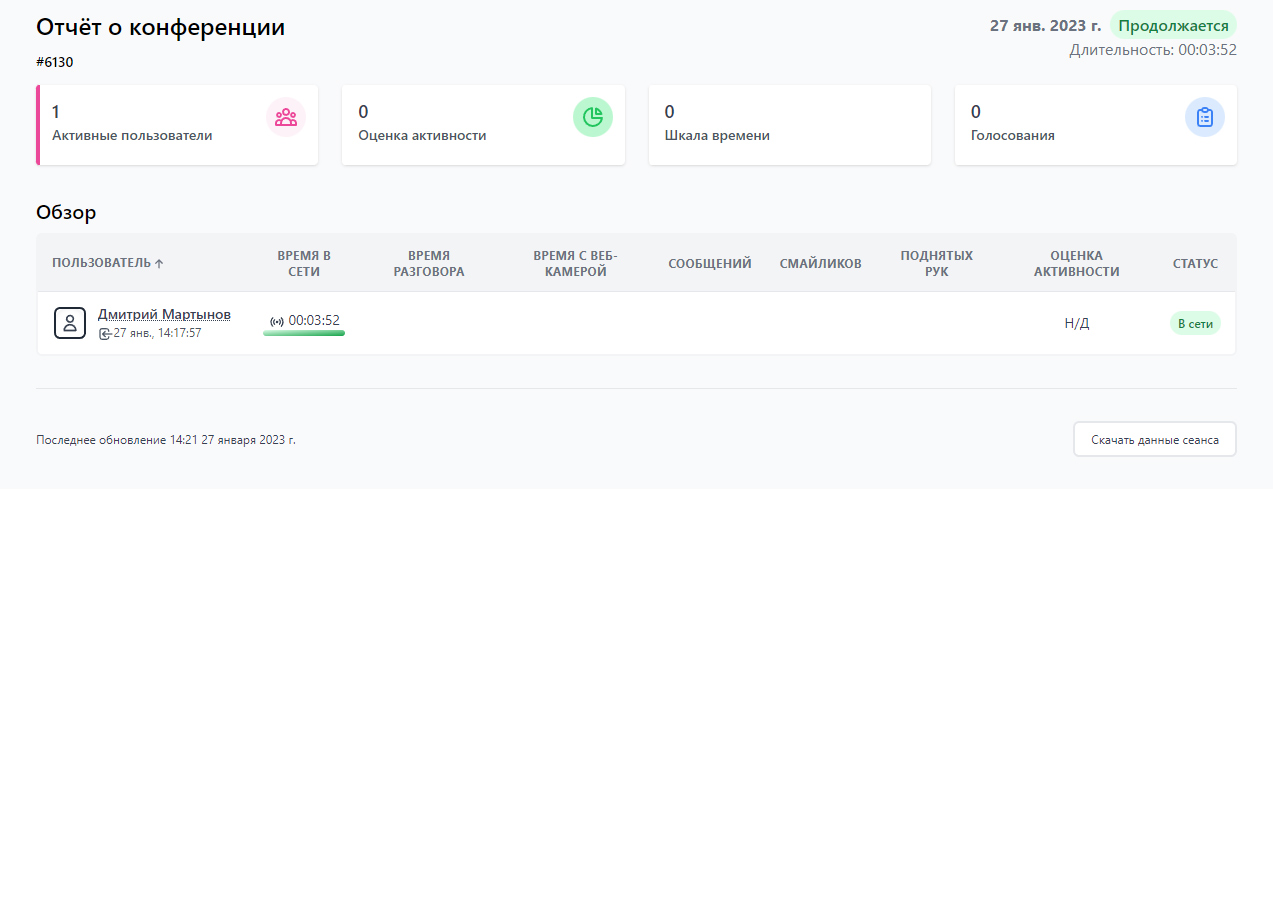 Отчёт о конференции
27 янв. 2023 г. Продолжается
Длительность: 00:03:52
#6130
1
Активные пользователи
0
Оценка активности
0
Шкала времени
0
Голосования
Обзор
ПОЛЬЗОВАТЕЛЬ
ВРЕМЯ В
СЕТИ
ВРЕМЯ
РАЗГОВОРА
ВРЕМЯ С ВЕБ-
КАМЕРОЙ
СООБЩЕНИЙ
СМАЙЛИКОВ
ПОДНЯТЫХ
РУК
ОЦЕНКА
АКТИВНОСТИ
СТАТУС
Дмитрий Мартынов
27 янв., 14:17:57
00:03:52
Н/Д
В сети
Последнее обновление 14:21 27 января 2023 г.
Скачать данные сеанса